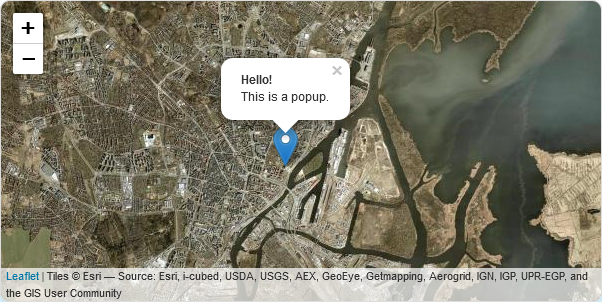 +
−
Hello!
×
This is a popup.
Leaflet | Tiles © Esri — Source: Esri, i-cubed, USDA, USGS, AEX, GeoEye, Getmapping, Aerogrid, IGN, IGP, UPR-EGP, and
the GIS User Community